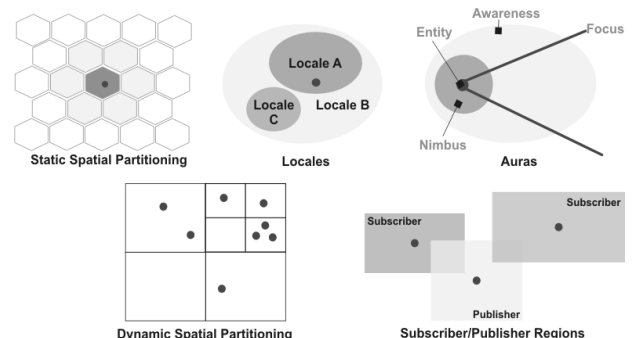 Awareness
Entity
Focus
Locale A
Locale
C
Locale B
Nimbus
Static Spatial Partitioning
Locales
Auras
Subscriber
Subscriber
Publisher
Dynamic Spatial Partitioning
Subscriber/Publisher Regions